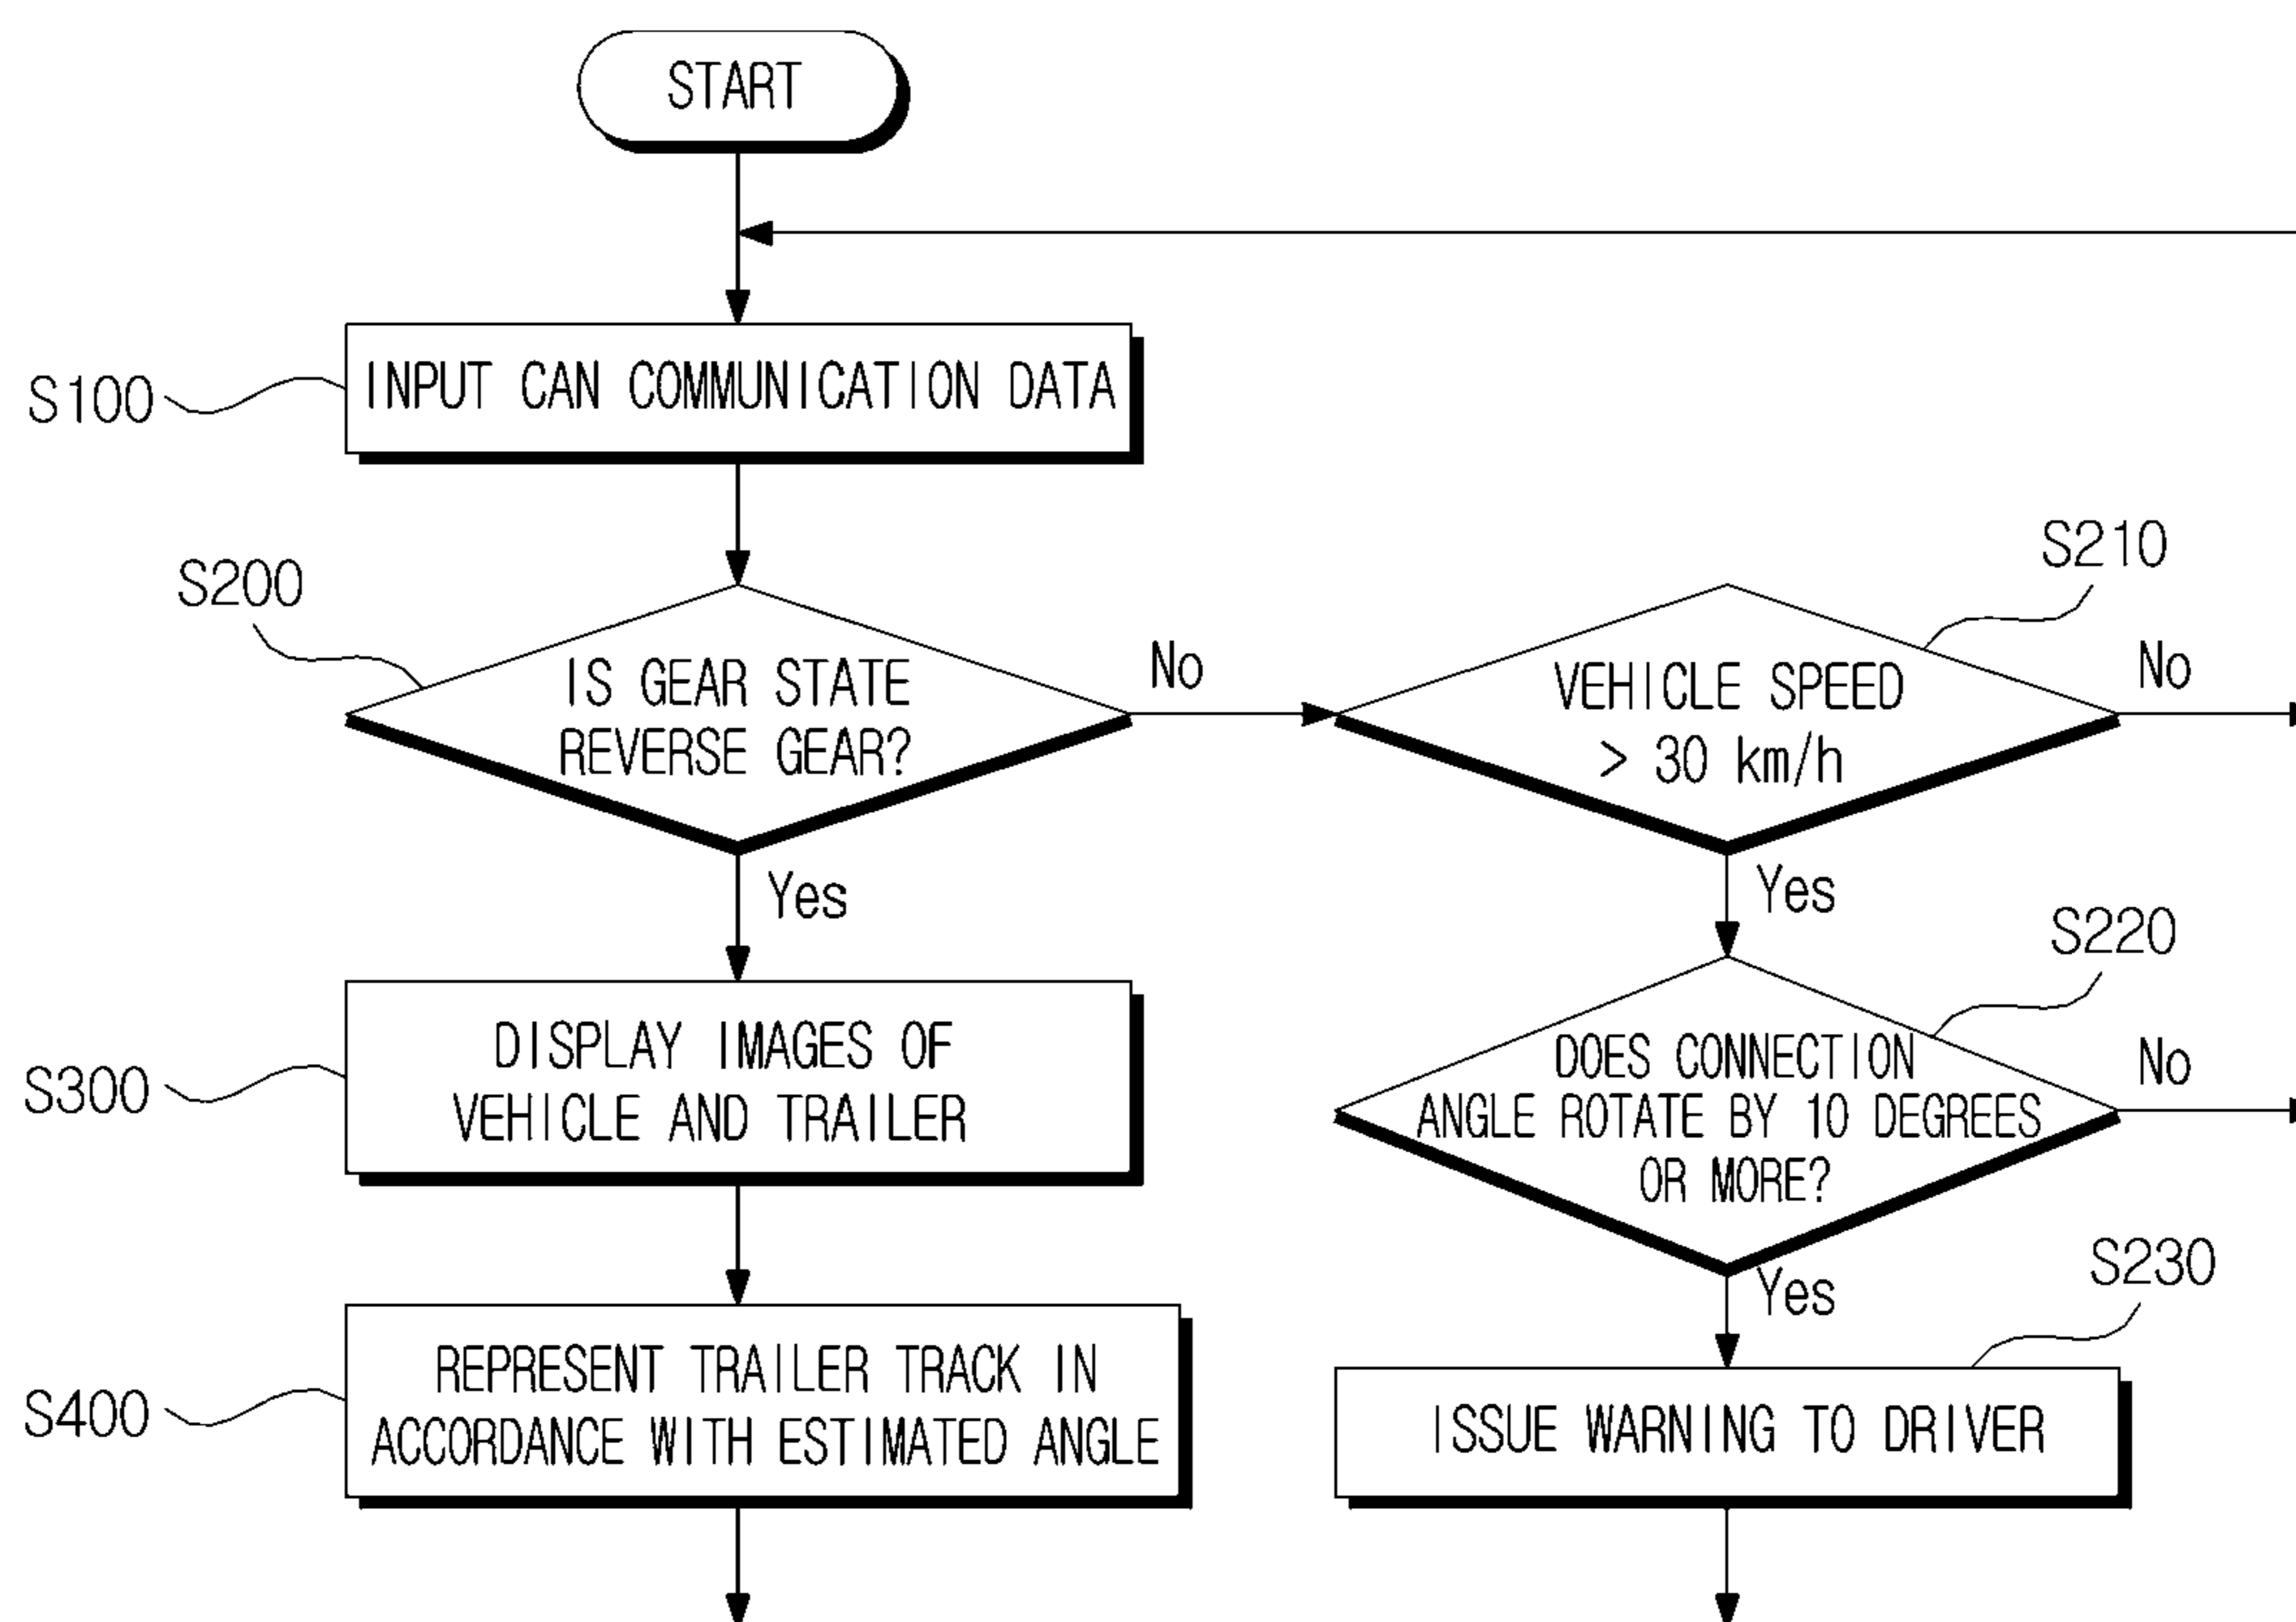 START
S100
INPUT CAN COMMUNICATION DATA
S200
IS GEAR STATE
REVERSE GEAR?
No
S210
VEHICLE SPEED
> 30 km/h
No
Yes
Yes
S220
DOES CONNECTION
ANGLE ROTATE BY 10 DEGREES
OR MORE?
No
S300
DISPLAY IMAGES OF
VEHICLE AND TRAILER
Yes
S230
S400
REPRESENT TRAILER TRACK IN
ACCORDANCE WITH ESTIMATED ANGLE
ISSUE WARNING TO DRIVER